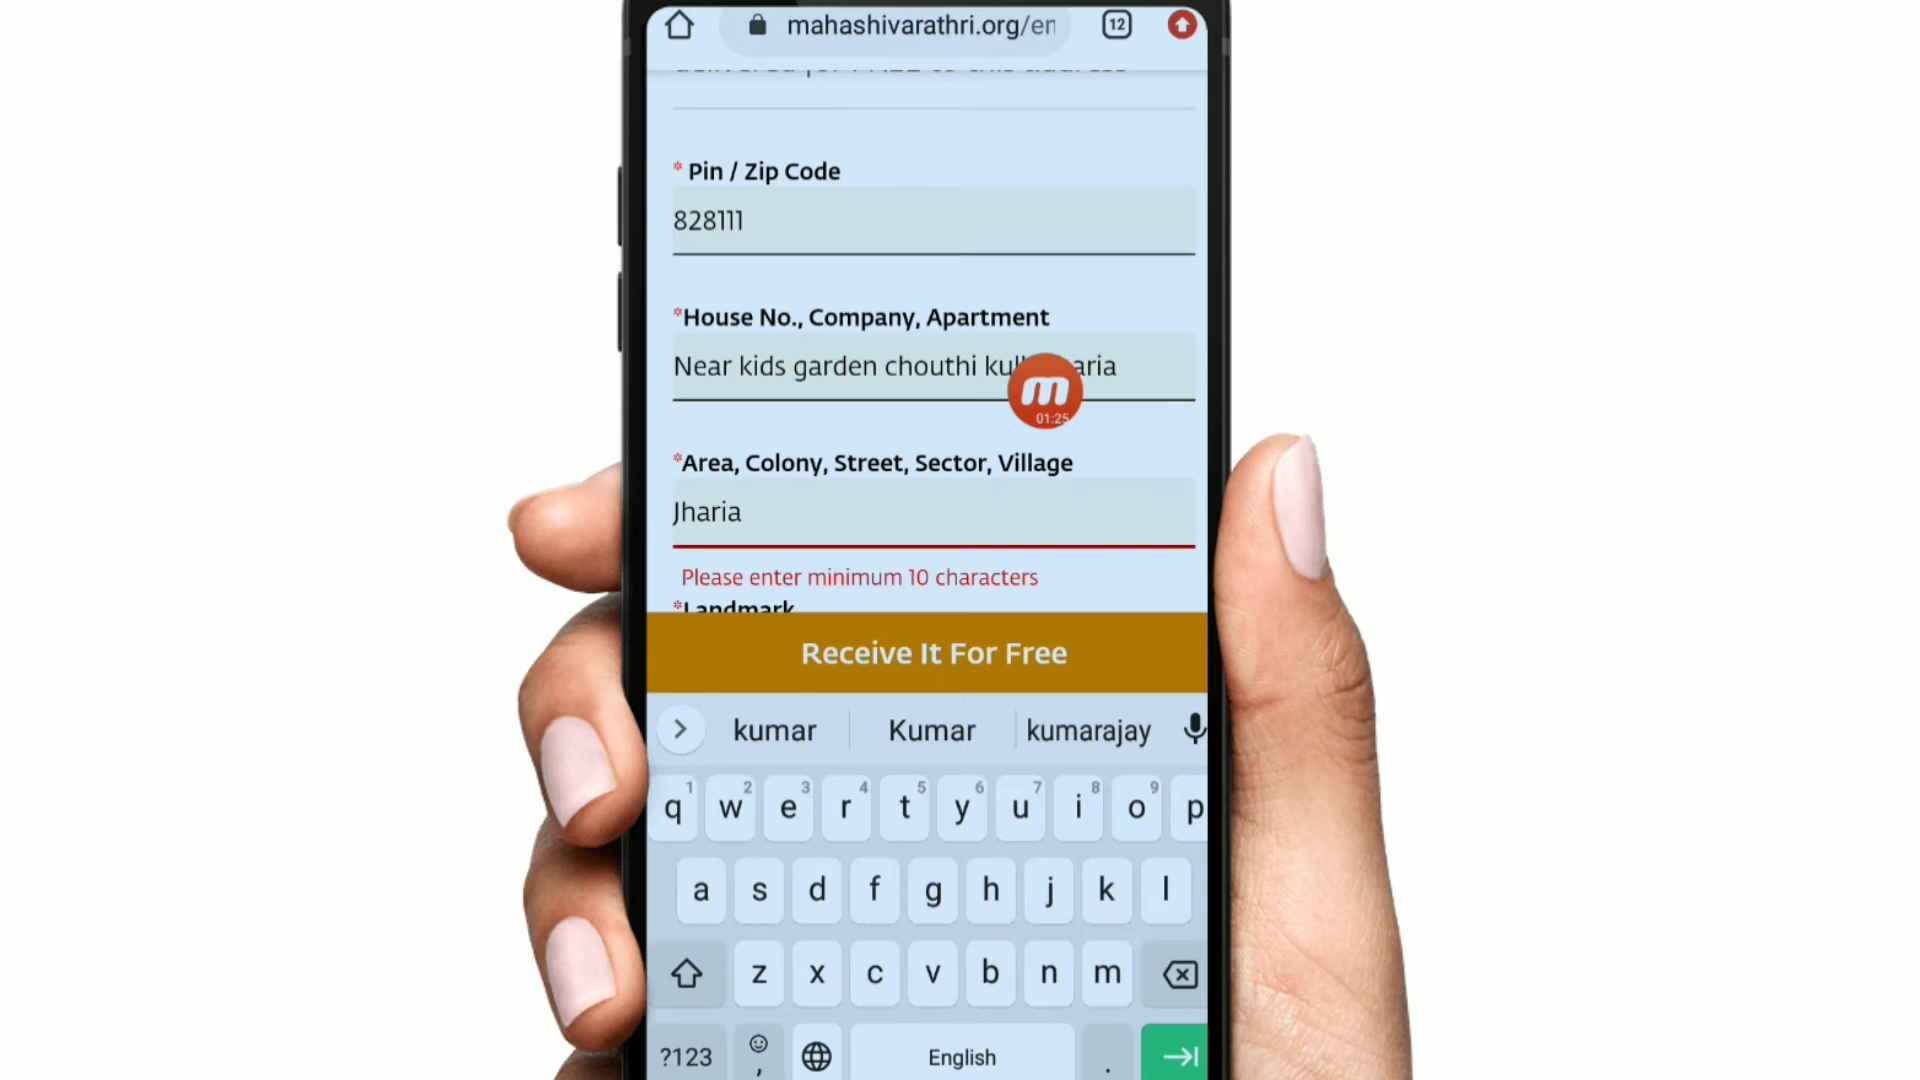 mahashivarathri.org/en
12
* Pin / Zip Code
828111
*House No., Company, Apartment
Near kids garden chouthi
m
01:25
*Area, Colony, Street, Sector, Village
Jharia
Please enter minimum 10 characters
*Landmark
Receive It For Free
kumar Kumar kumarajay
1 2 3 4 5 6 7 8 9
q w e r t y u i o p
a s d f g h j k l
z x c v b n m
?123 , English .